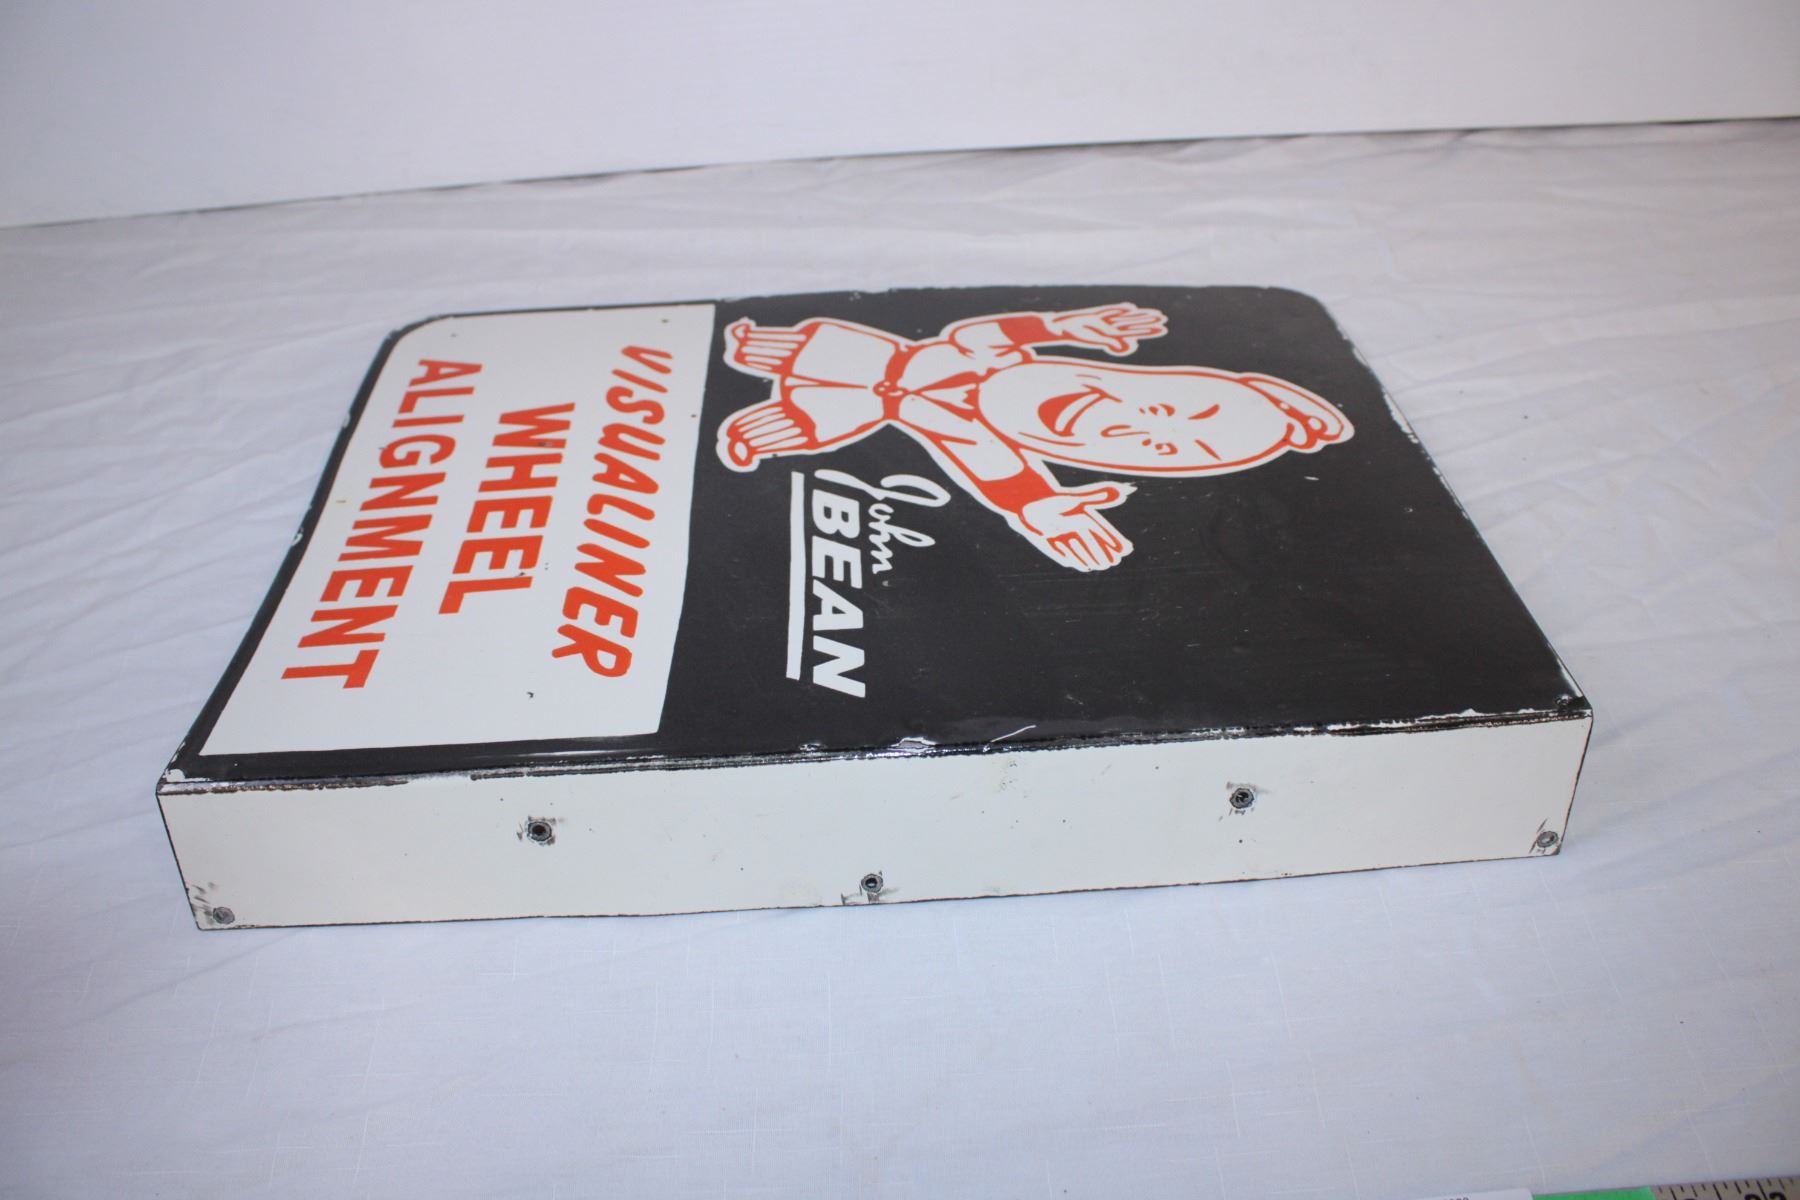 John
BEAN
VISUALINER
WHEEL
ALIGNMENT